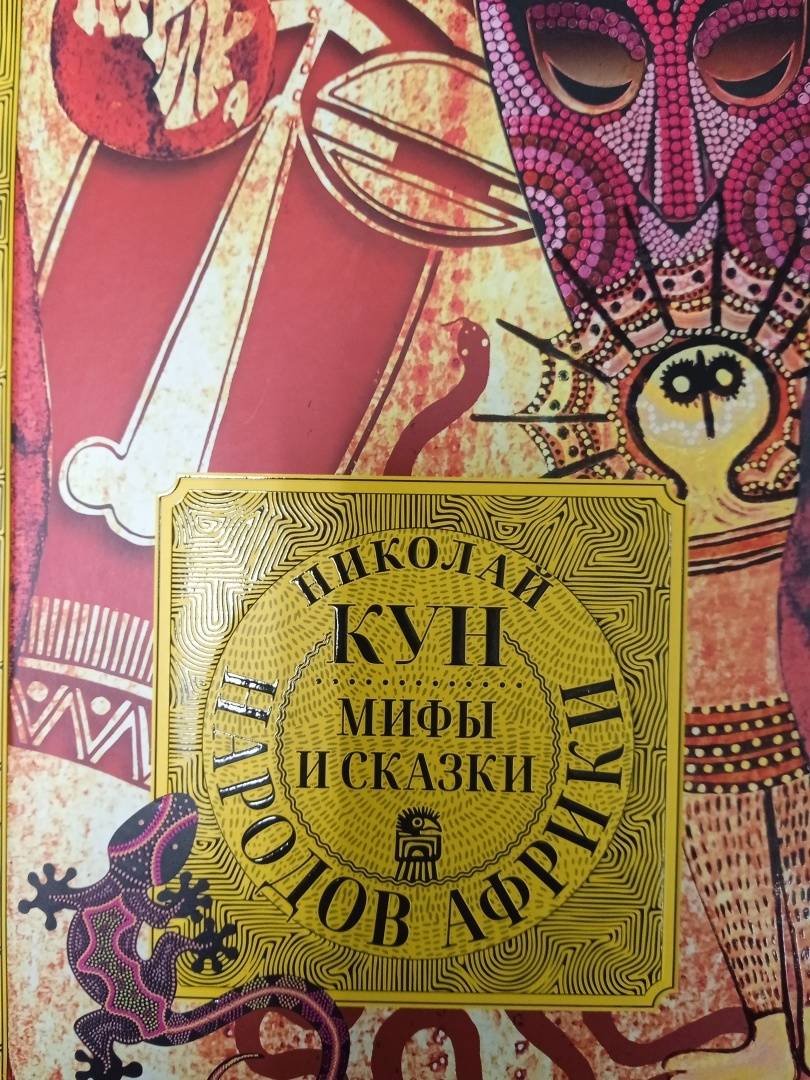 НИКОЛАЙ
КУН
МИФЫ
И СКАЗКИ
НАРОДОВ АФРИКИ